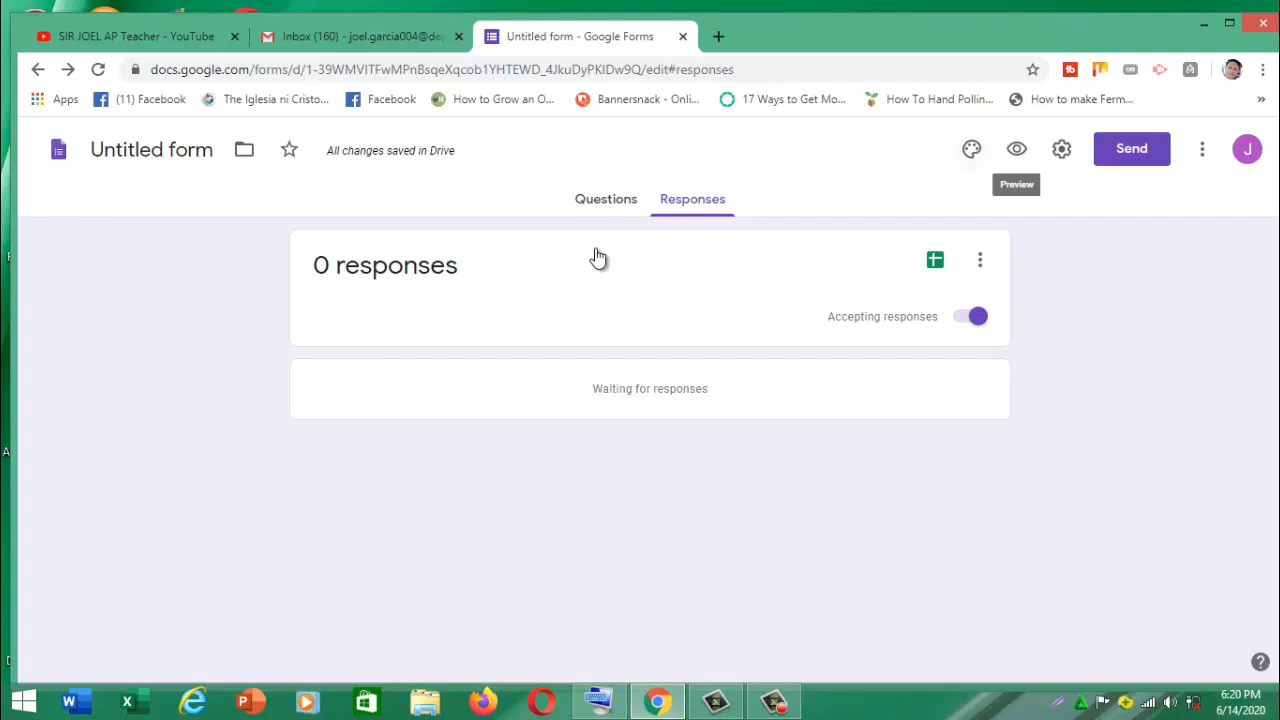 SIR JOEL AP Teacher - YouTube
Inbox (160) - joel.garcia004@de
Untitled form - Google Forms
docs.google.com/forms/d/1-39WMVITFwMPnBsqeXqcob1YHTEWD_4JkuDyPKIDw9Q/edit#responses
Apps
(11) Facebook
The Iglesia ni Cristo...
Facebook
How to Grow an O...
Bannersnack - Onli...
17 Ways to Get Mo...
How To Hand Pollin...
How to make Ferm...
Untitled form
All changes saved in Drive
Send
J
Preview
Questions
Responses
0 responses
Accepting responses
Waiting for responses
6:20 PM
6/14/2020